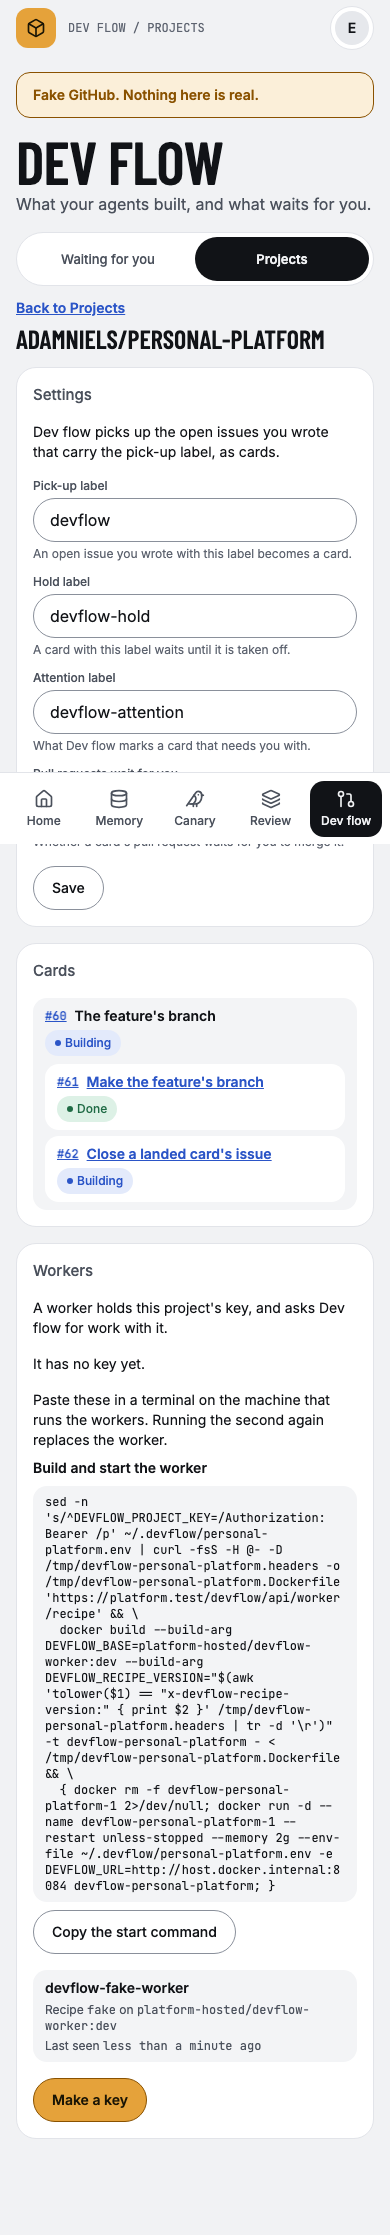 DEV FLOW / PROJECTS
E
Fake GitHub. Nothing here is real.
DEV FLOW
What your agents built, and what waits for you.
Waiting for you
Projects
Back to Projects
ADAMNIELS/PERSONAL-PLATFORM
Settings
Dev flow picks up the open issues you wrote
that carry the pick-up label, as cards.
Pick-up label
devflow
An open issue you wrote with this label becomes a card.
Hold label
devflow-hold
A card with this label waits until it is taken off.
Attention label
devflow-attention
What Dev flow marks a card that needs you with.
Home
Memory
Canary
Review
Dev flow
Save
Cards
#60 The feature's branch
Building
#61 Make the feature's branch
Done
#62 Close a landed card's issue
Building
Workers
A worker holds this project's key, and asks Dev
flow for work with it.
It has no key yet.
Paste these in a terminal on the machine that
runs the workers. Running the second again
replaces the worker.
Build and start the worker
sed -n
's/^DEVFLOW_PROJECT_KEY=/Authorization:
Bearer /p' ~/.devflow/personal-
platform.env | curl -fsS -H @- -D
/tmp/devflow-personal-platform.headers -o
/tmp/devflow-personal-platform.Dockerfile
'https://platform.test/devflow/api/worker
/recipe' && \
docker build --build-arg
DEVFLOW_BASE=platform-hosted/devflow-
worker:dev --build-arg
DEVFLOW_RECIPE_VERSION="$(awk
'tolower($1) == "x-devflow-recipe-
version:" { print $2 }' /tmp/devflow-
personal-platform.headers | tr -d '\r')"
-t devflow-personal-platform - <
/tmp/devflow-personal-platform.Dockerfile
&& \
{ docker rm -f devflow-personal-
platform-1 2>/dev/null; docker run -d --
name devflow-personal-platform-1 --
restart unless-stopped --memory 2g --env-
file ~/.devflow/personal-platform.env -e
DEVFLOW_URL=http://host.docker.internal:8
084 devflow-personal-platform; }
Copy the start command
devflow-fake-worker
Recipe fake on platform-hosted/devflow-
worker:dev
Last seen less than a minute ago
Make a key